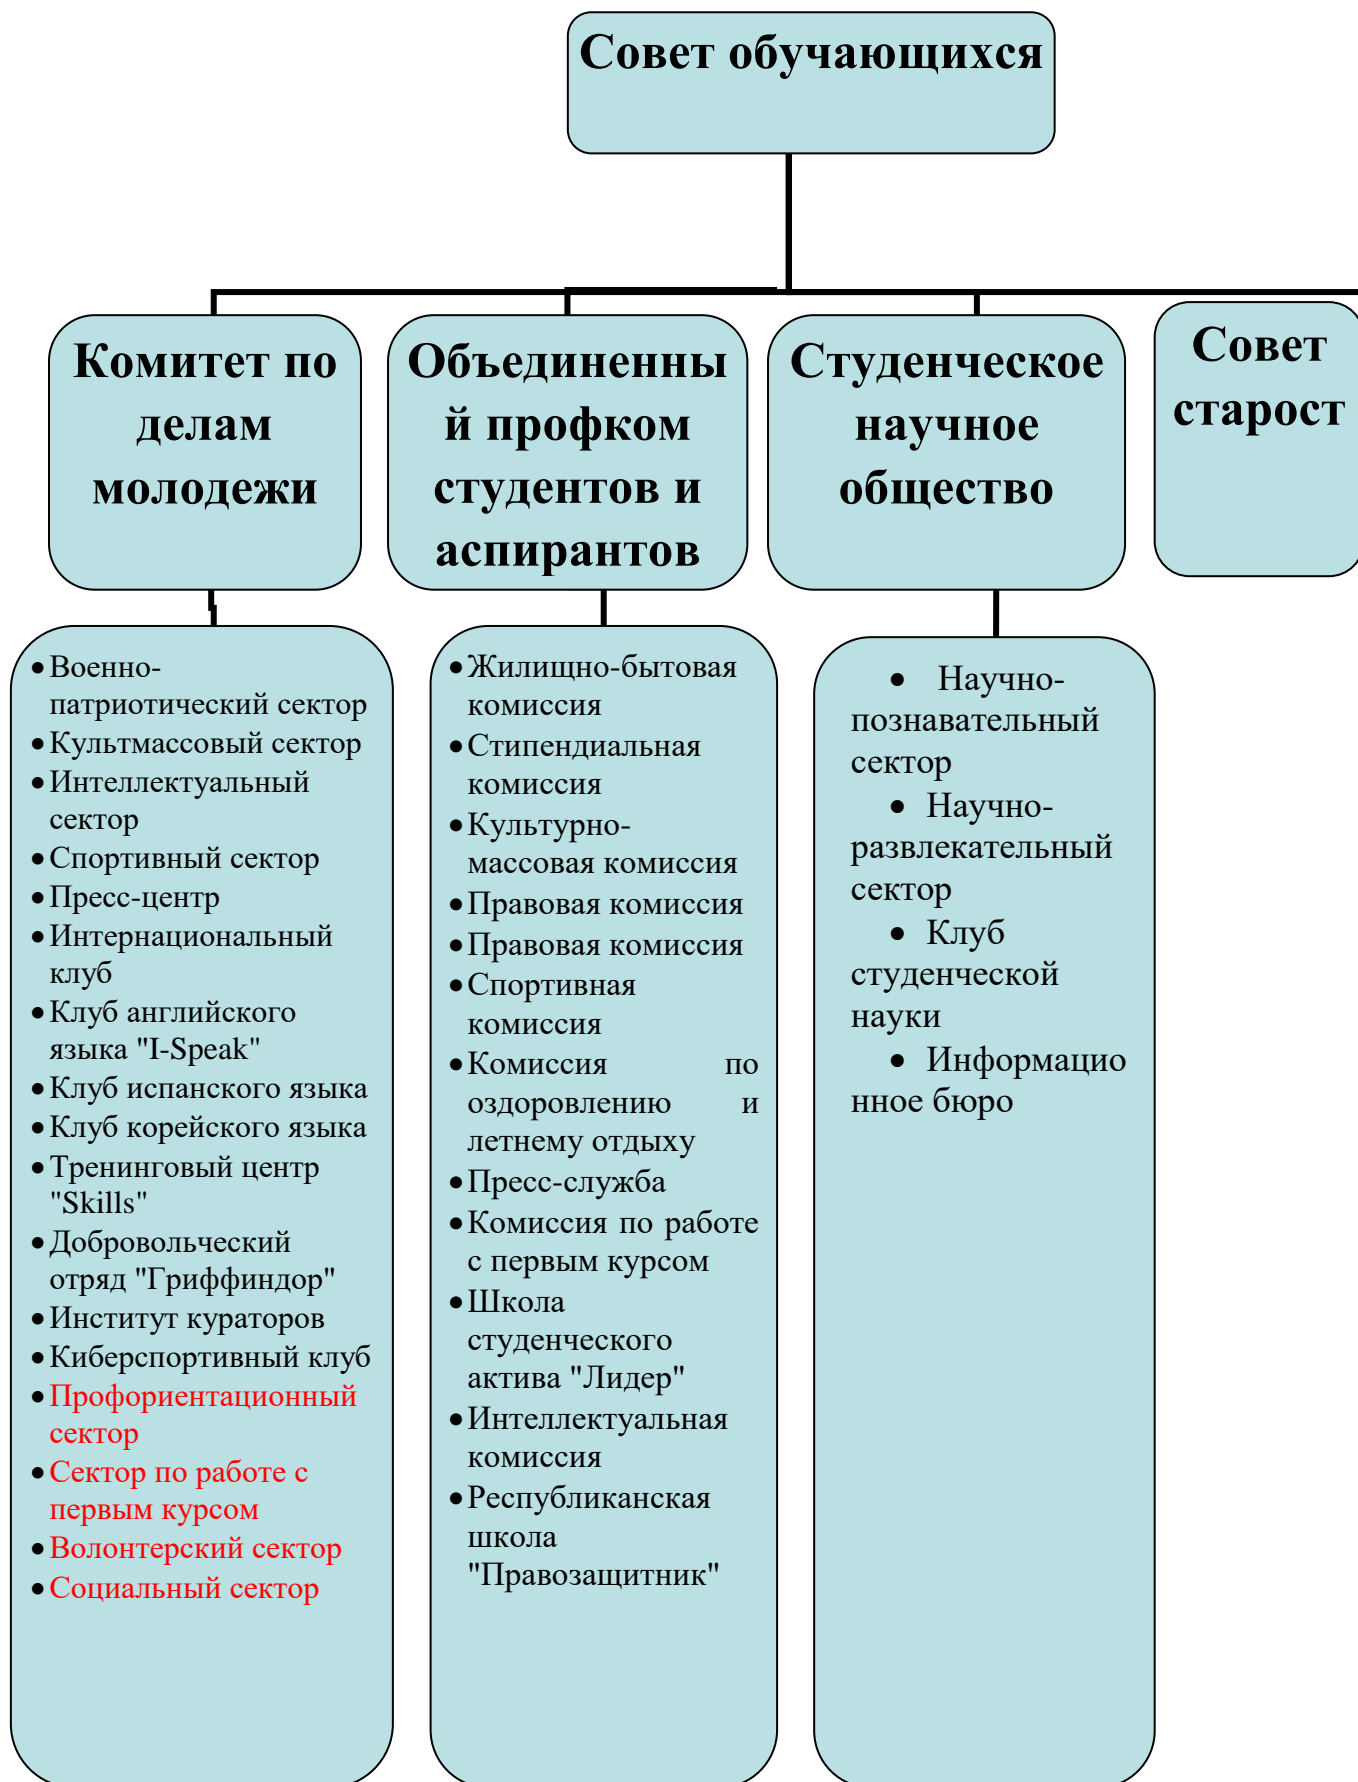 Совет обучающихся
Комитет по
делам
молодежи
Объединенны
й профком
студентов и
аспирантов
Студенческое
научное
общество
Совет
старост
•Военно-
патриотический сектор
•Культмассовый сектор
•Интеллектуальный
сектор
•Спортивный сектор
•Пресс-центр
•Интернациональный
клуб
•Клуб английского
языка "I-Speak"
•Клуб испанского языка
•Клуб корейского языка
•Тренинговый центр
"Skills"
•Добровольческий
отряд "Гриффиндор"
•Институт кураторов
•Киберспортивный клуб
•Профориентационный
сектор
•Сектор по работе с
первым курсом
•Волонтерский сектор
•Социальный сектор
•Жилищно-бытовая
комиссия
•Стипендиальная
комиссия
•Культурно-
массовая комиссия
•Правовая комиссия
•Правовая комиссия
•Спортивная
комиссия
•Комиссия по
оздоровлению и
летнему отдыху
•Пресс-служба
•Комиссия по работе
с первым курсом
•Школа
студенческого
актива "Лидер"
•Интеллектуальная
комиссия
•Республиканская
школа
"Правозащитник"
• Научно-
познавательный
сектор
• Научно-
развлекательный
сектор
• Клуб
студенческой
науки
• Информацио
нное бюро